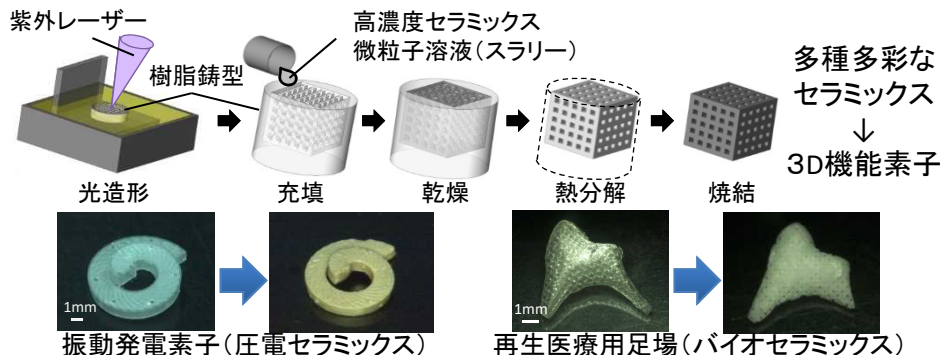 紫外レーザー
樹脂鋳型
高濃度セラミックス
微粒子溶液（スラリー）
多種多彩な
セラミックス
↓
3D機能素子
光造形
充填
乾燥
熱分解
焼結
1mm
1mm
振動発電素子（圧電セラミックス）
再生医療用足場（バイオセラミックス）